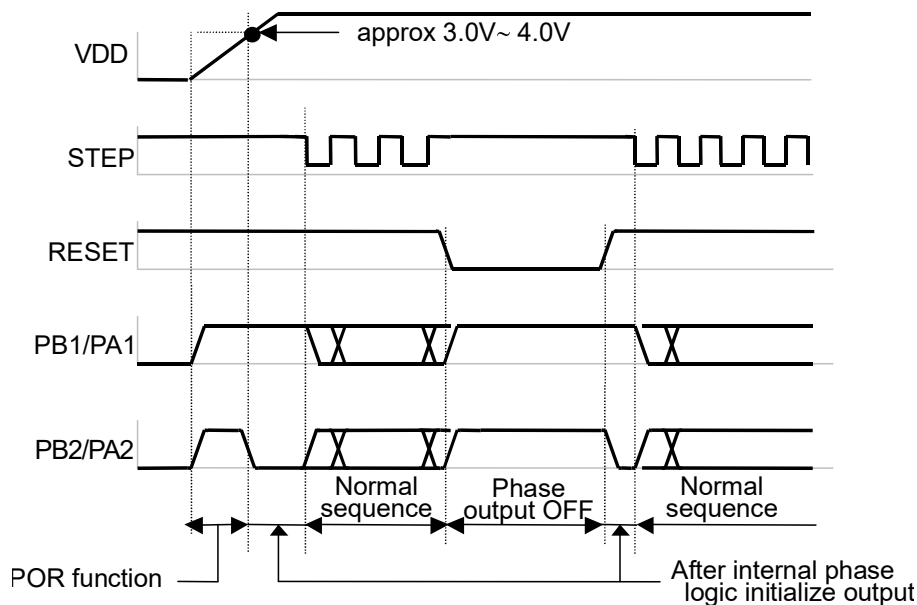 approx 3.0V~ 4.0V
VDD
STEP
RESET
PB1/PA1
PB2/PA2
Normal
sequence
Phase
output OFF
Normal
sequence
POR function
After internal phase
logic initialize output